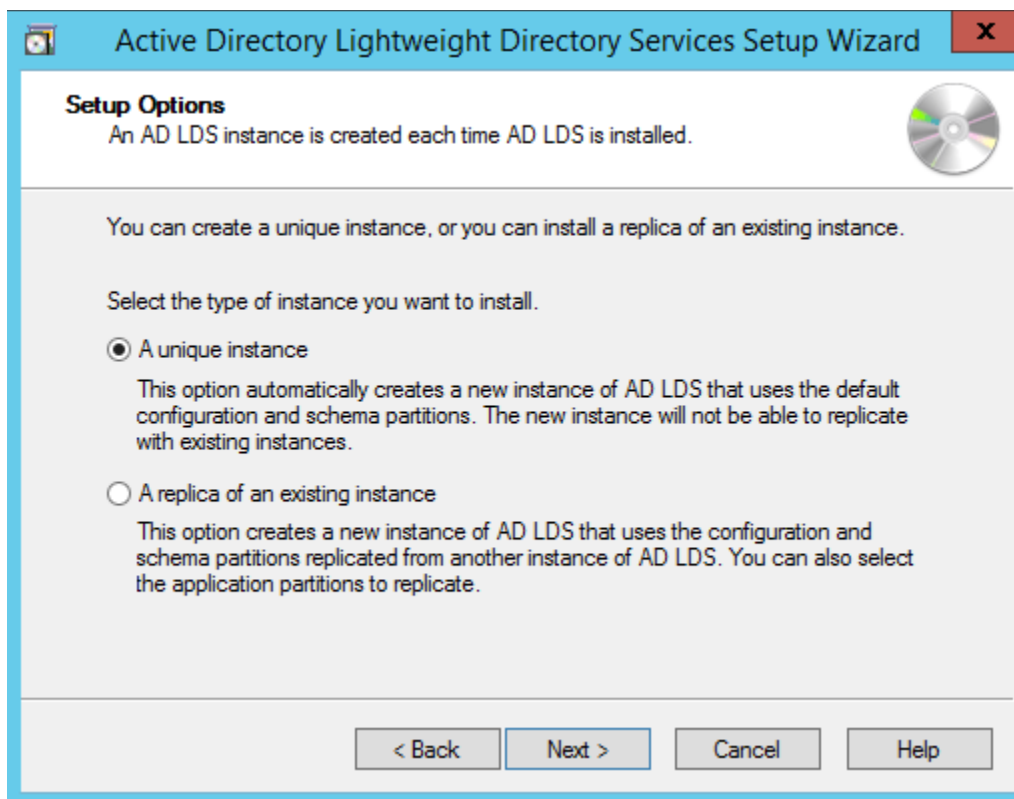 Active Directory Lightweight Directory Services Setup Wizard
x
Setup Options
An AD LDS instance is created each time AD LDS is installed.
You can create a unique instance, or you can install a replica of an existing instance.
Select the type of instance you want to install.
A unique instance
This option automatically creates a new instance of AD LDS that uses the default
configuration and schema partitions. The new instance will not be able to replicate
with existing instances.
A replica of an existing instance
This option creates a new instance of AD LDS that uses the configuration and
schema partitions replicated from another instance of AD LDS. You can also select
the application partitions to replicate.
< Back Next > Cancel Help